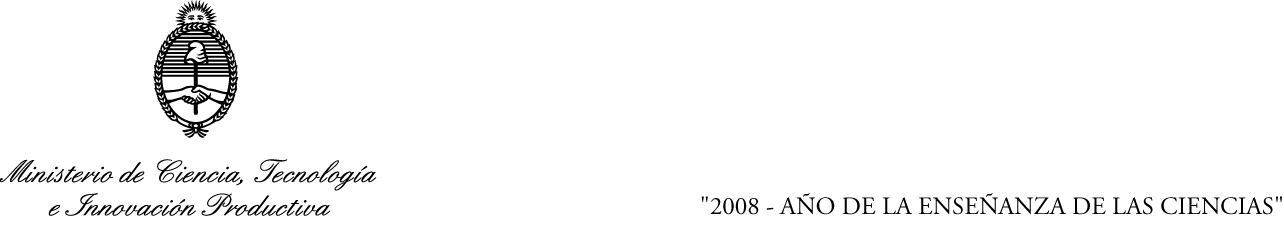 Ministerio de Ciencia, Tecnología
e Innovación Productiva
"2008 - AÑO DE LA ENSEÑANZA DE LAS CIENCIAS"